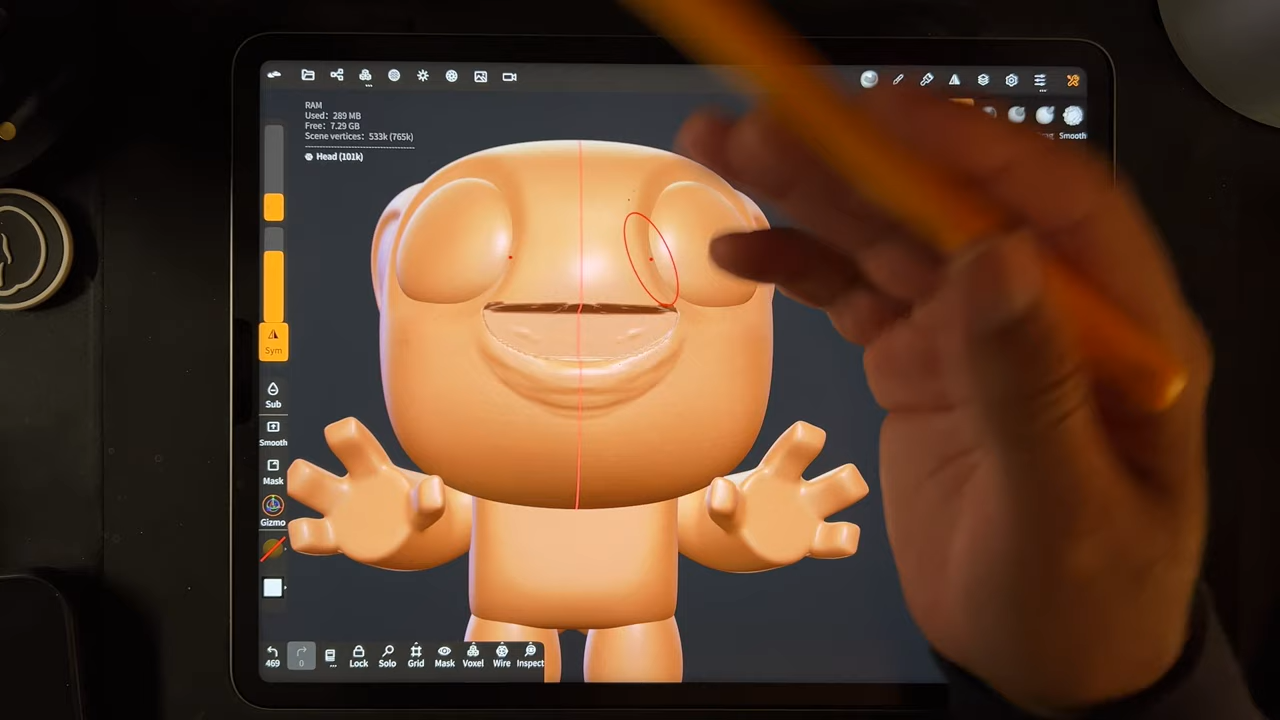 RAM
Used: 289 MB
Free: 7.29 GB
Scene vertices: 533k (765k)
Head (101k)
Smooth
Sym
Sub
Smooth
Mask
Gizmo
469
0
Lock
Solo
Grid
Mask
Voxel
Wire
Inspect